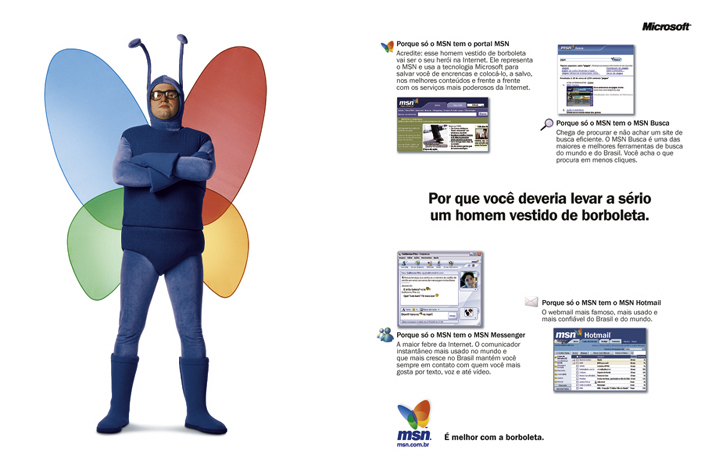 Microsoft
Porque só o MSN tem o portal MSN
Acredite: esse homem vestido de borboleta
vai ser o seu herói na Internet. Ele representa
o MSN e usa a tecnologia Microsoft para
salvar você de encrencas e colocá-lo, a salvo,
nos melhores conteúdos e frente a frente
com os serviços mais poderosos da Internet.
msn
msn
Porque só o MSN tem o MSN Busca
Chega de procurar e não achar um site de
busca eficiente. O MSN Busca é uma das
maiores e melhores ferramentas de busca
do mundo e do Brasil. Você acha o que
procura em menos cliques.
Por que você deveria levar a sério
um homem vestido de borboleta.
Porque só o MSN tem o MSN Messenger
A maior febre da Internet. O comunicador
instantâneo mais usado no mundo e
que mais cresce no Brasil mantém você
sempre em contato com quem você mais
gosta por texto, voz e até vídeo.
Porque só o MSN tem o MSN Hotmail
O webmail mais famoso, mais usado e
mais confiável do Brasil e do mundo.
msn Hotmail
msn
msn.com.br
É melhor com a borboleta.